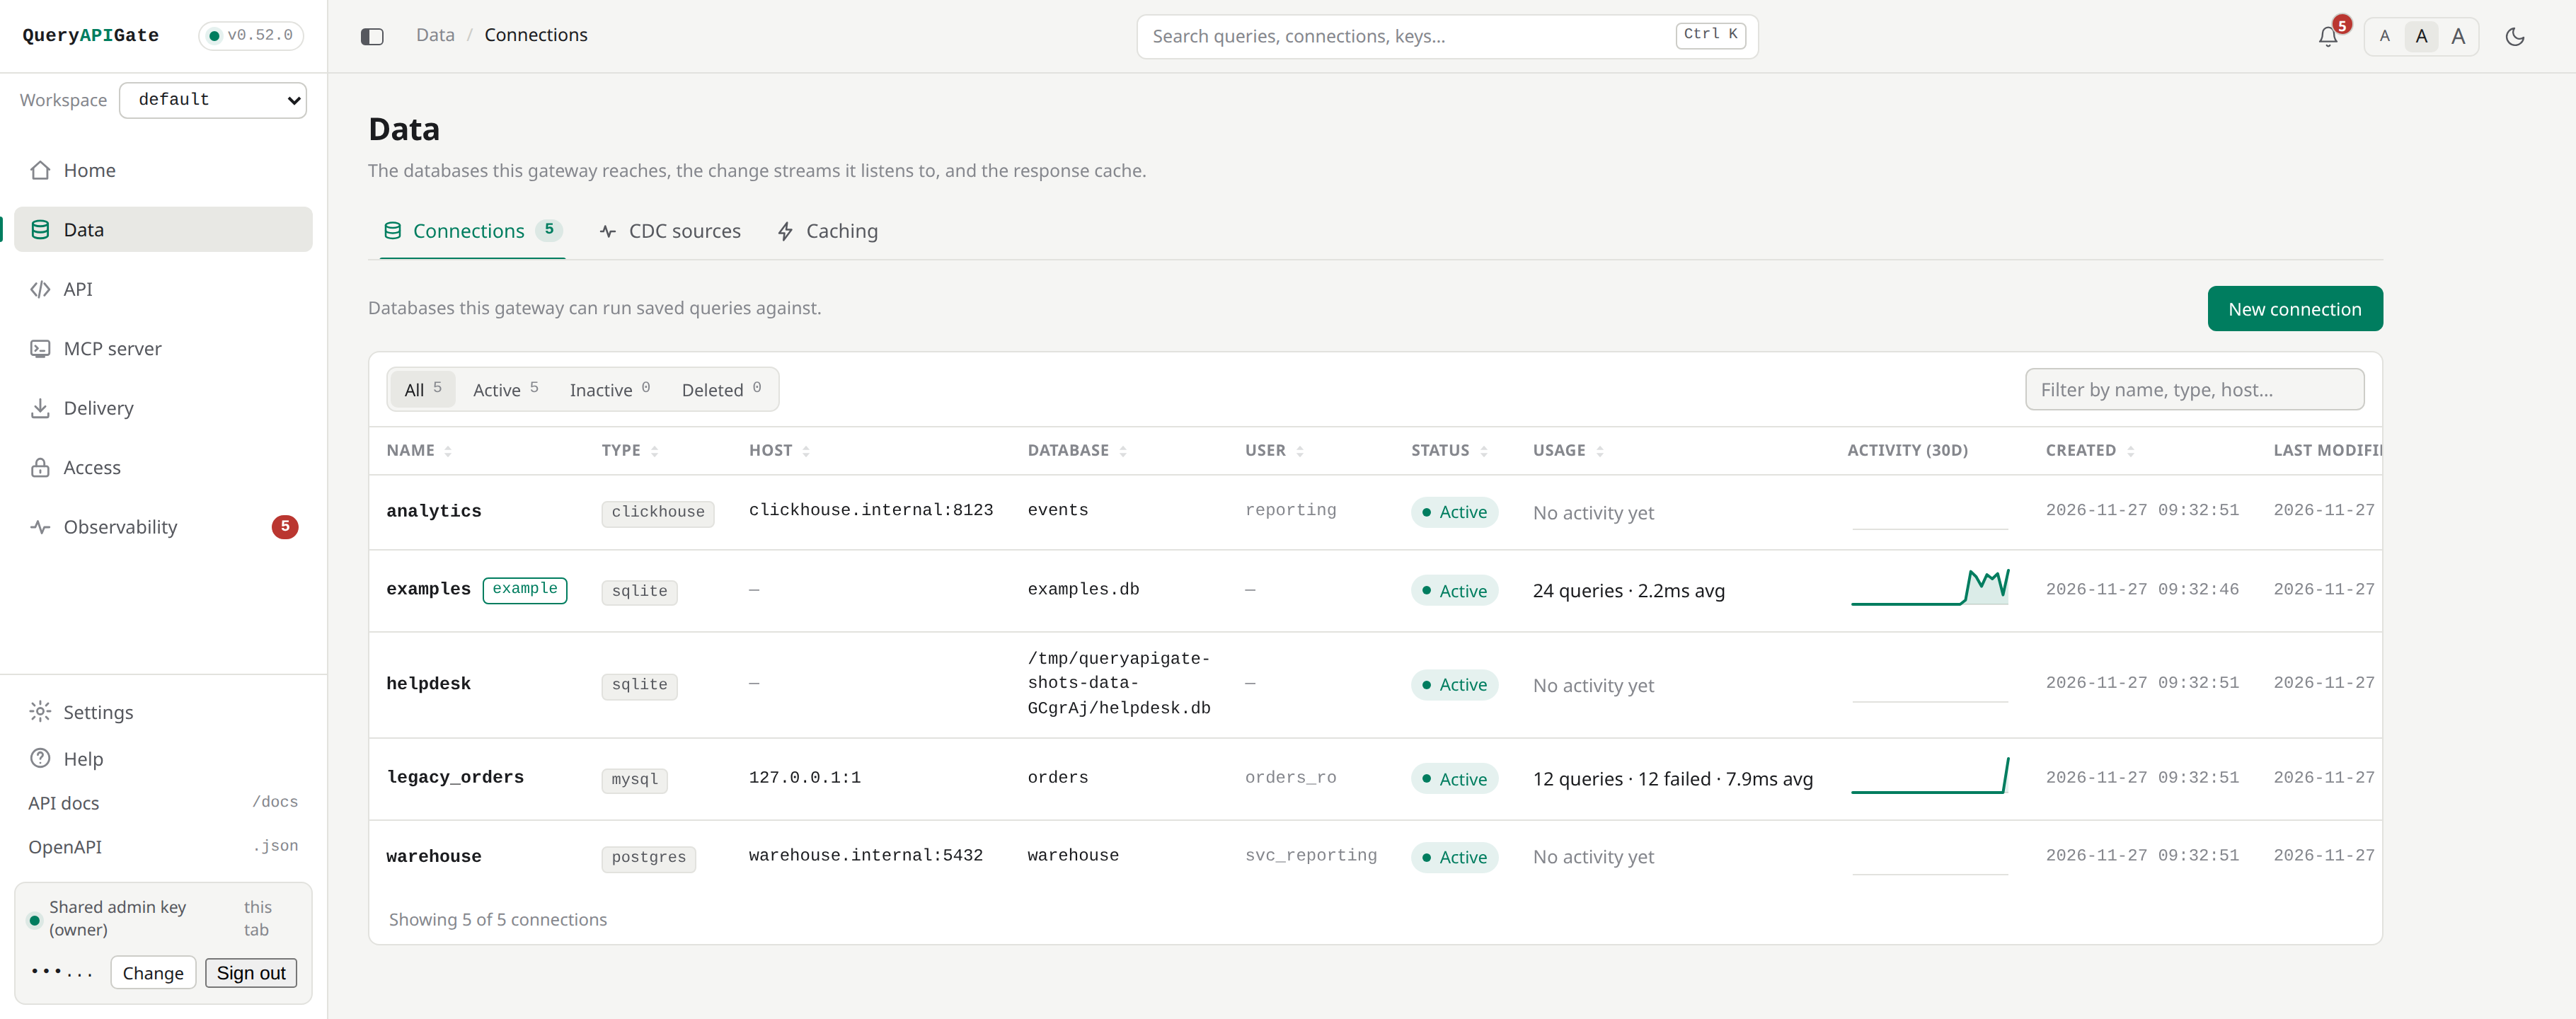 QueryAPIGate
v0.52.0
Data / Connections
Search queries, connections, keys...
Ctrl K
5
A A A
Workspace
default
Home
Data
API
MCP server
Delivery
Access
Observability 5
Settings
Help
API docs /docs
OpenAPI .json
Shared admin key (owner)
this tab
•••...
Change
Sign out
Data
The databases this gateway reaches, the change streams it listens to, and the response cache.
Connections 5
CDC sources
Caching
Databases this gateway can run saved queries against.
New connection
All 5 Active 5 Inactive 0 Deleted 0
Filter by name, type, host...
NAME TYPE HOST DATABASE USER STATUS USAGE ACTIVITY (30D) CREATED LAST MODIFI
analytics clickhouse clickhouse.internal:8123 events reporting Active No activity yet 2026-11-27 09:32:51 2026-11-27
examples example sqlite — examples.db — Active 24 queries · 2.2ms avg 2026-11-27 09:32:46 2026-11-27
helpdesk sqlite — /tmp/queryapigate-
shots-data-
GCgrAj/helpdesk.db — Active No activity yet 2026-11-27 09:32:51 2026-11-27
legacy_orders mysql 127.0.0.1:1 orders orders_ro Active 12 queries · 12 failed · 7.9ms avg 2026-11-27 09:32:51 2026-11-27
warehouse postgres warehouse.internal:5432 warehouse svc_reporting Active No activity yet 2026-11-27 09:32:51 2026-11-27
Showing 5 of 5 connections